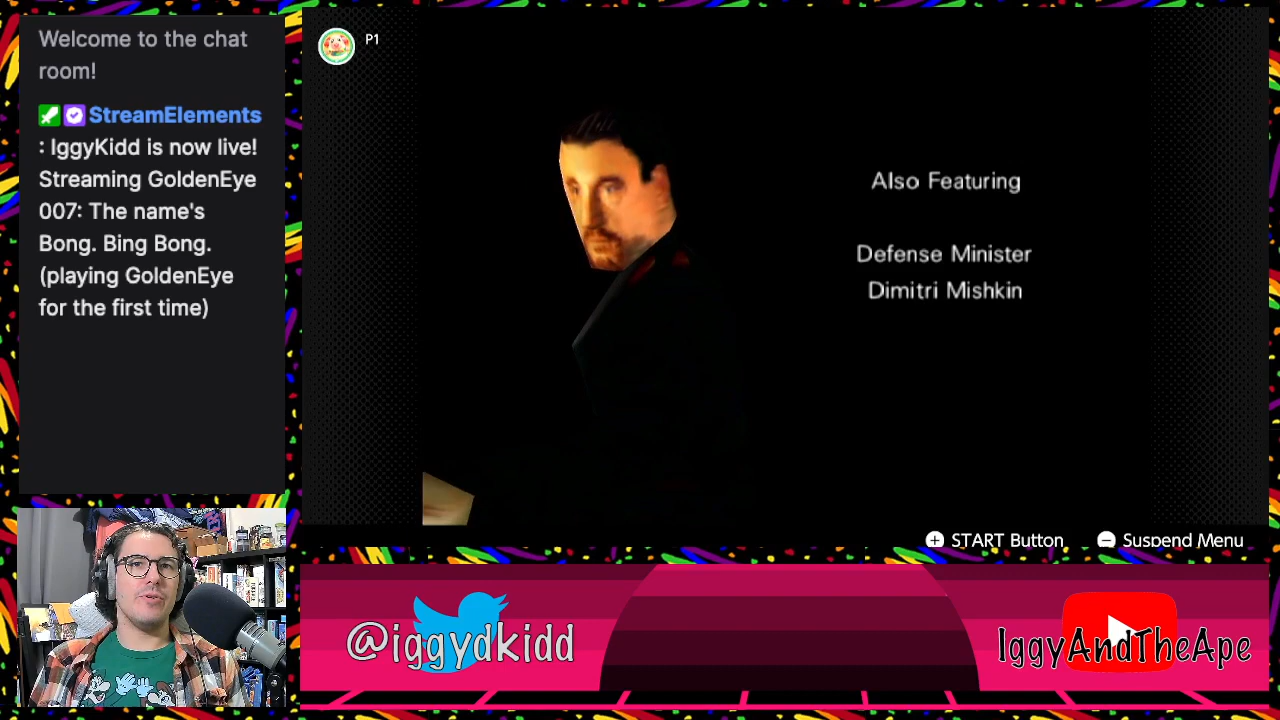 Welcome to the chat
room!
StreamElements
: IggyKidd is now live!
Streaming GoldenEye
007: The name's
Bong. Bing Bong.
(playing GoldenEye
for the first time)
P1
Also Featuring
Defense Minister
Dimitri Mishkin
START Button
Suspend Menu
@iggydkidd
IggyAndTheApe